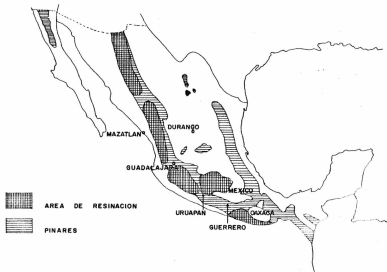 MAZATLAN
DURANGO
GUADALAJARA
MEXICO
URUAPAN
OAXACA
GUERRERO
AREA DE RESINACION
PINARES